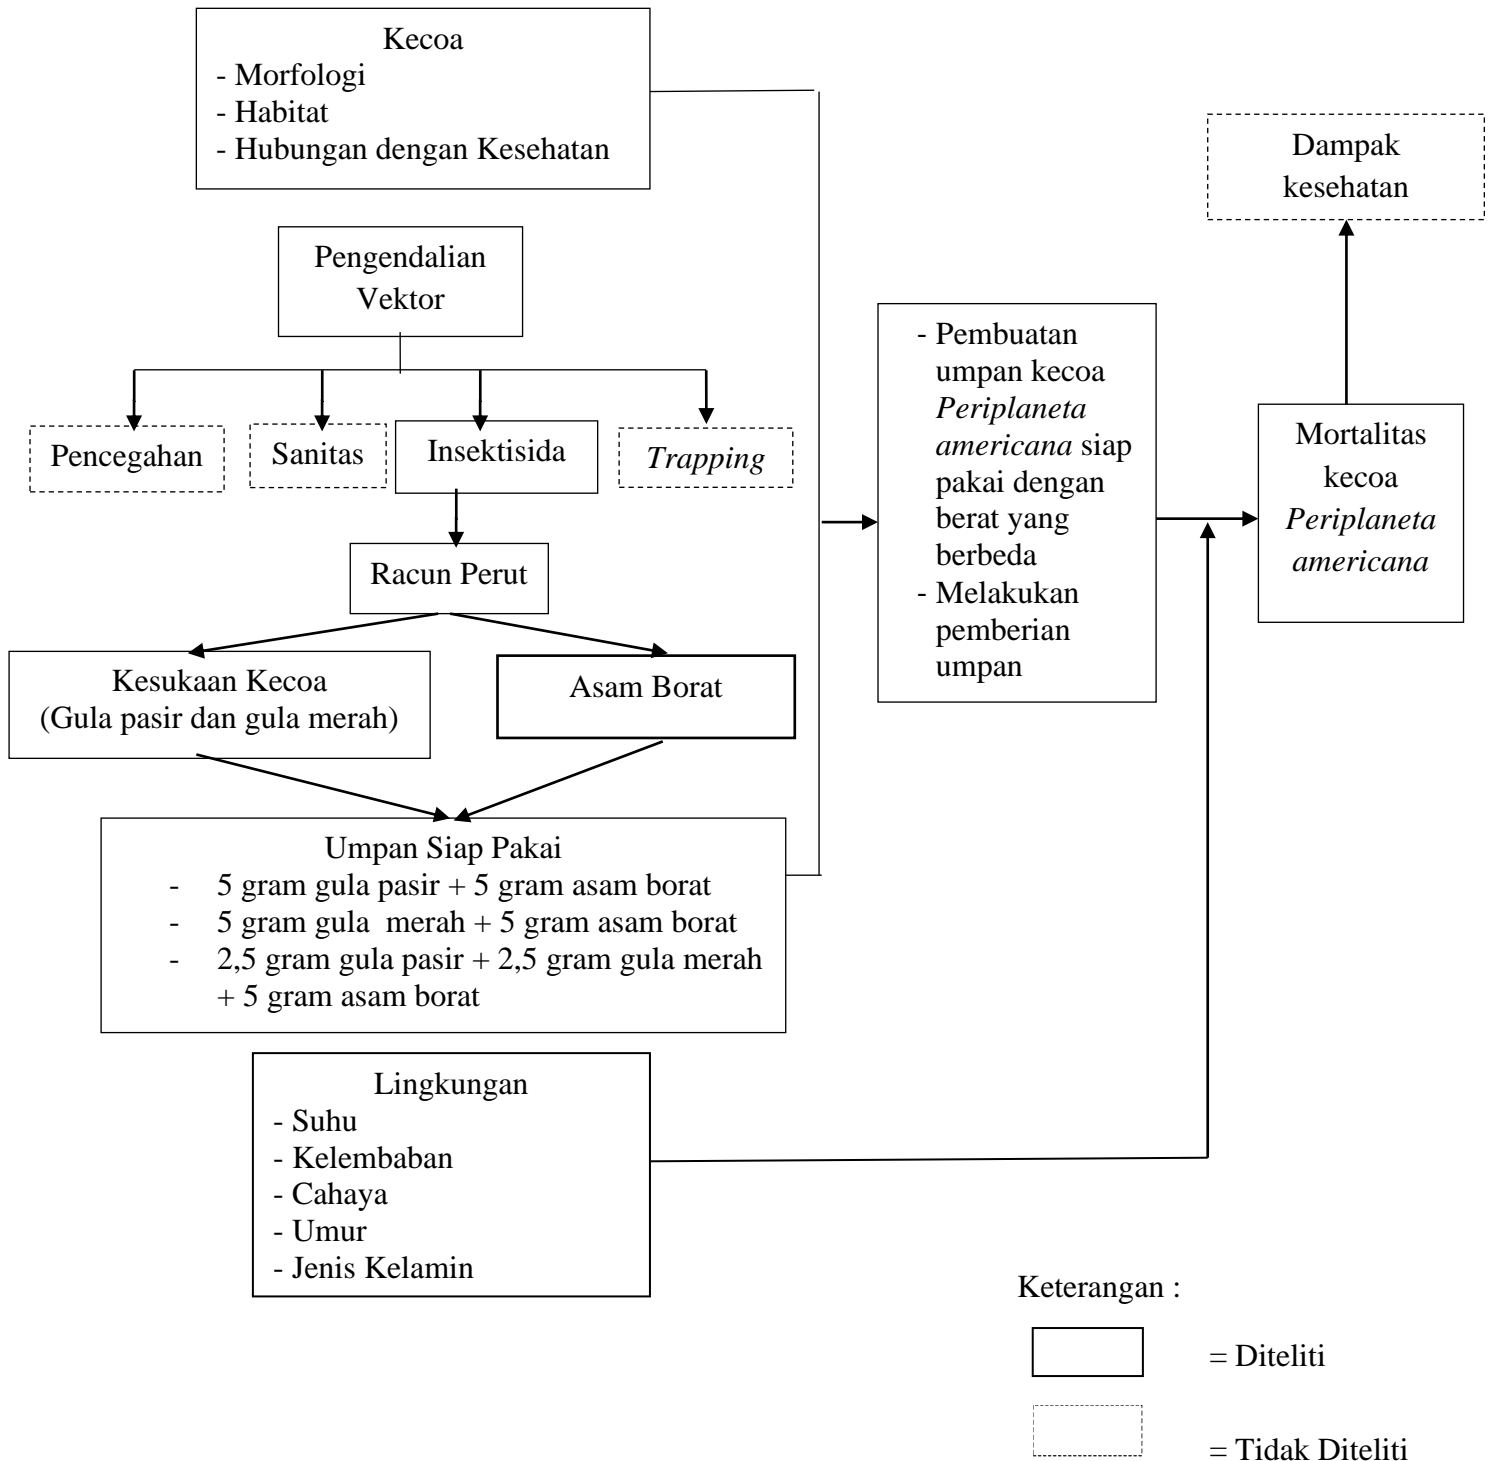 Kecoa
- Morfologi
- Habitat
- Hubungan dengan Kesehatan
Dampak
kesehatan
Pengendalian
Vektor
Pencegahan
Sanitas
Insektisida
Trapping
Racun Perut
Kesukaan Kecoa
(Gula pasir dan gula merah)
Asam Borat
Umpan Siap Pakai
- 5 gram gula pasir + 5 gram asam borat
- 5 gram gula merah + 5 gram asam borat
- 2,5 gram gula pasir + 2,5 gram gula merah
+ 5 gram asam borat
- Pembuatan
umpan kecoa
Periplaneta
americana siap
pakai dengan
berat yang
berbeda
- Melakukan
pemberian
umpan
Mortalitas
kecoa
Periplaneta
americana
Lingkungan
- Suhu
- Kelembaban
- Cahaya
- Umur
- Jenis Kelamin
Keterangan :
= Diteliti
= Tidak Diteliti